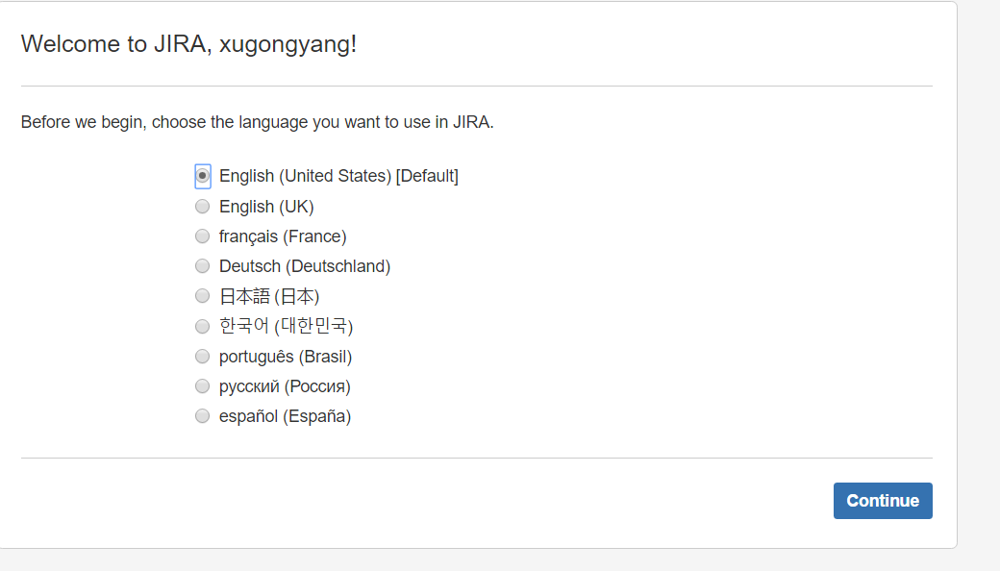 Welcome to JIRA, xugongyang!
Before we begin, choose the language you want to use in JIRA.
English (United States) [Default]
English (UK)
français (France)
Deutsch (Deutschland)
日本語 (日本)
한국어 (대한민국)
português (Brasil)
русский (Россия)
español (España)
Continue